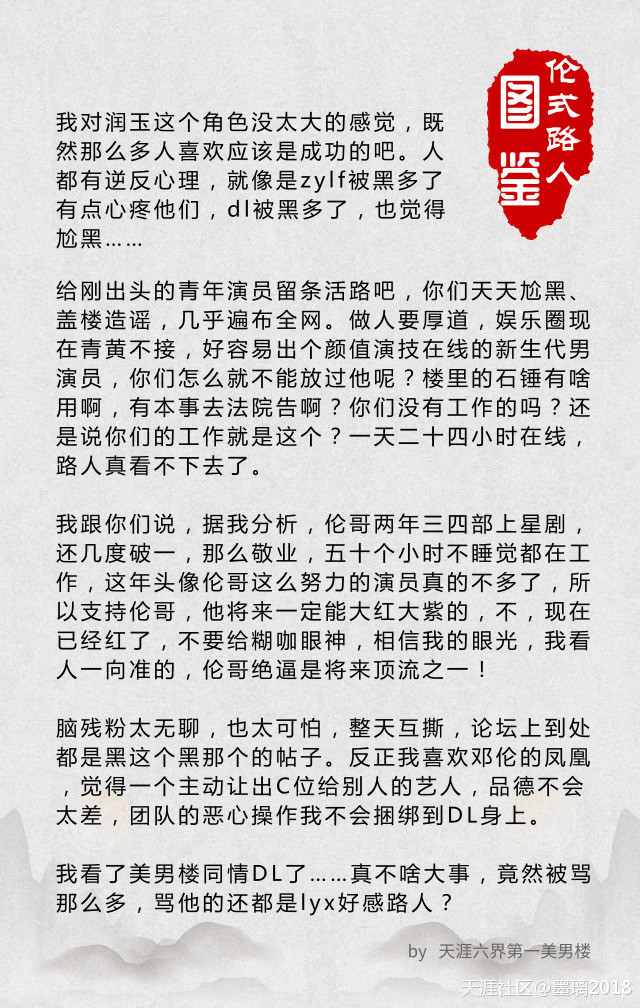 伦式路人
图鉴
我对润玉这个角色没太大的感觉，既
然那么多人喜欢应该是成功的吧。人
都有逆反心理，就像是zylf被黑多了
有点心疼他们，dl被黑多了，也觉得
尬黑……
给刚出头的青年演员留条活路吧，你们天天尬黑、
盖楼造谣，几乎遍布全网。做人要厚道，娱乐圈现
在青黄不接，好容易出个颜值演技在线的新生代男
演员，你们怎么就不能放过他呢？楼里的石锤有啥
用啊，有本事去法院告啊？你们没有工作的吗？还
是说你们的工作就是这个？一天二十四小时在线，
路人真看不下去了。
我跟你们说，据我分析，伦哥两年三四部上星剧，
还几度破一，那么敬业，五十个小时不睡觉都在工
作，这年头像伦哥这么努力的演员真的不多了，所
以支持伦哥，他将来一定能大红大紫的，不，现在
已经红了，不要给糊咖眼神，相信我的眼光，我看
人一向准的，伦哥绝逼是将来顶流之一！
脑残粉太无聊，也太可怕，整天互撕，论坛上到处
都是黑这个黑那个的帖子。反正我喜欢邓伦的凤凰
，觉得一个主动让出C位给别人的艺人，品德不会
太差，团队的恶心操作我不会捆绑到DL身上。
我看了美男楼同情DL了……真不啥大事，竟然被骂
那么多，骂他的还都是lyx好感路人？
by 天涯六界第一美男楼
天涯社区@墨璃2018